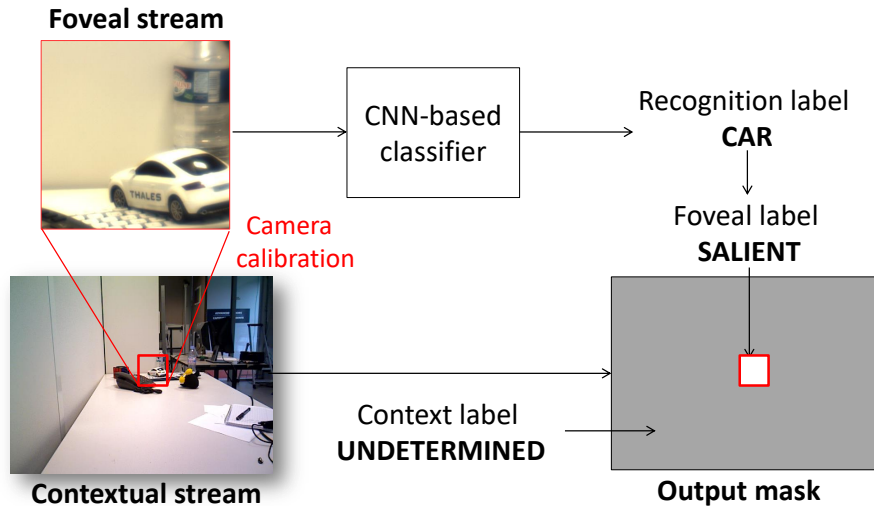 Foveal stream
THALES
CNN-based
classifier
Recognition label
CAR
Foveal label
SALIENT
Camera
calibration
Context label
UNDETERMINED
Contextual stream
Output mask